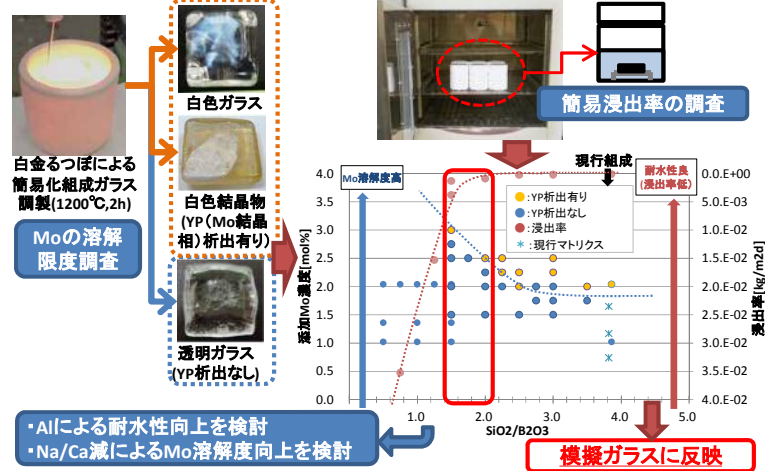 白金るつぼによる
簡易化組成ガラス
調製(1200℃,2h)
Moの溶解
限度調査
白色ガラス
白色結晶物
(YP(Mo結晶
相)析出有り)
透明ガラス
(YP析出なし)
簡易浸出率の調査
現行組成
Mo溶解度高
耐水性良
(浸出率低)
:YP析出有り
:YP析出なし
:浸出率
:現行マトリクス
添加Mo濃度[mol%]
4.0
3.5
3.0
2.5
2.0
1.5
1.0
0.5
.0
1.0
2.0
3.0
4.0
5.0
SiO2/B2O3
0.0E+00
5.0E-03
1.0E-02
1.5E-02
2.0E-02
2.5E-02
3.0E-02
3.5E-02
4.0E-02
浸出率[kg/m2d]
・Alによる耐水性向上を検討
・Na/Ca減によるMo溶解度向上を検討
模擬ガラスに反映